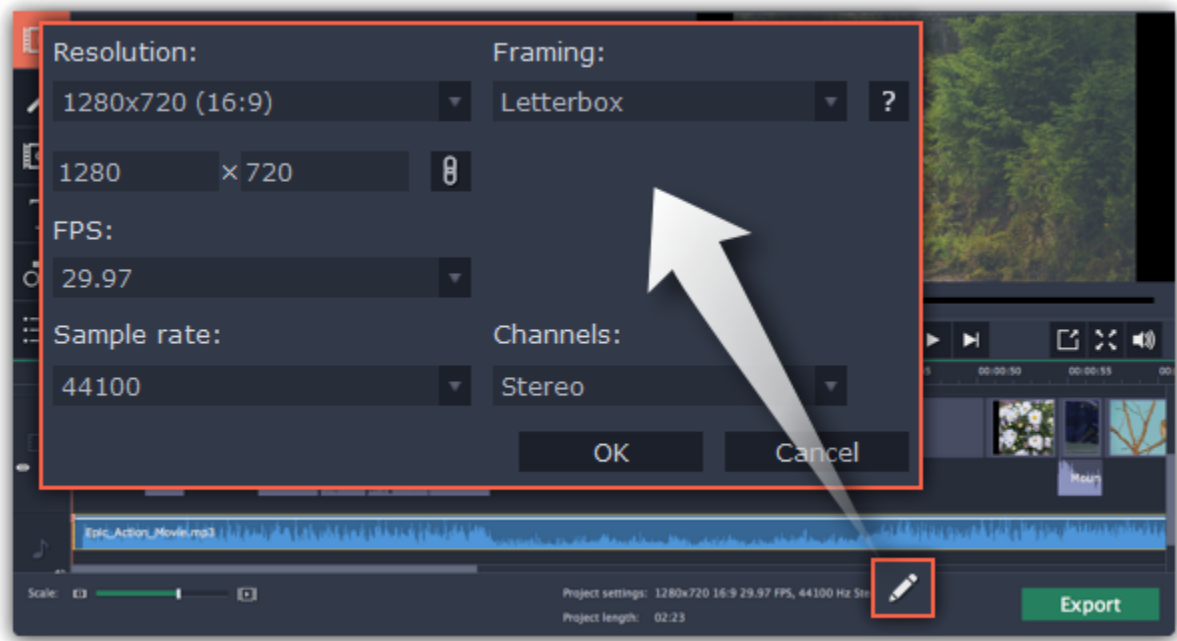 Resolution:
Framing:
1280x720 (16:9)
Letterbox
?
1280
×
720
FPS:
29.97
Sample rate:
Channels:
44100
Stereo
OK
Cancel
00:00:50
00:00:55
Epic_Action_Movie.mp3
Scale:
Project settings: 1280x720 16:9 29.97 FPS, 44100 Hz
Project length: 02:23
Export